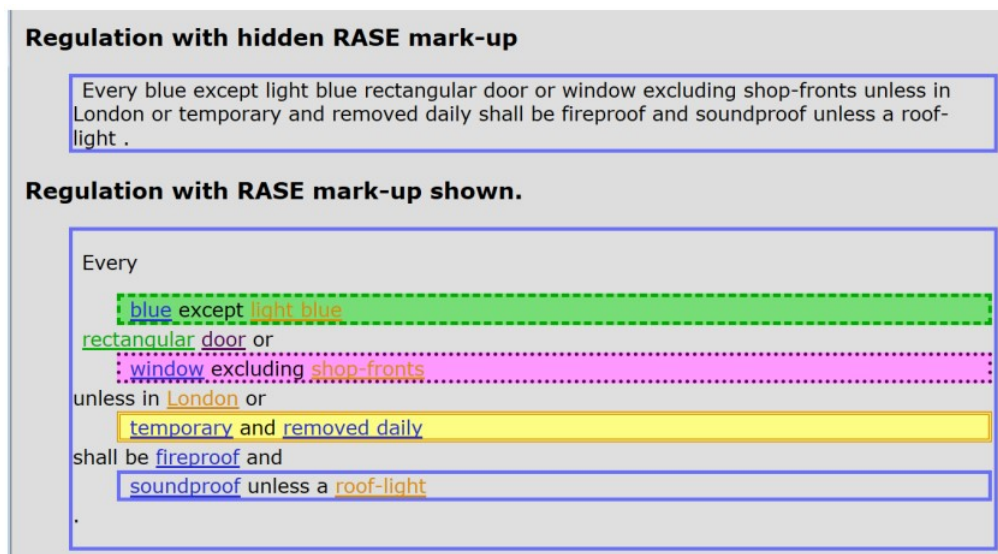 Regulation with hidden RASE mark-up
Every blue except light blue rectangular door or window excluding shop-fronts unless in
London or temporary and removed daily shall be fireproof and soundproof unless a roof-
light .
Regulation with RASE mark-up shown.
Every
blue except light blue
rectangular door or
window excluding shop-fronts
unless in London or
temporary and removed daily
shall be fireproof and
soundproof unless a roof-light
.